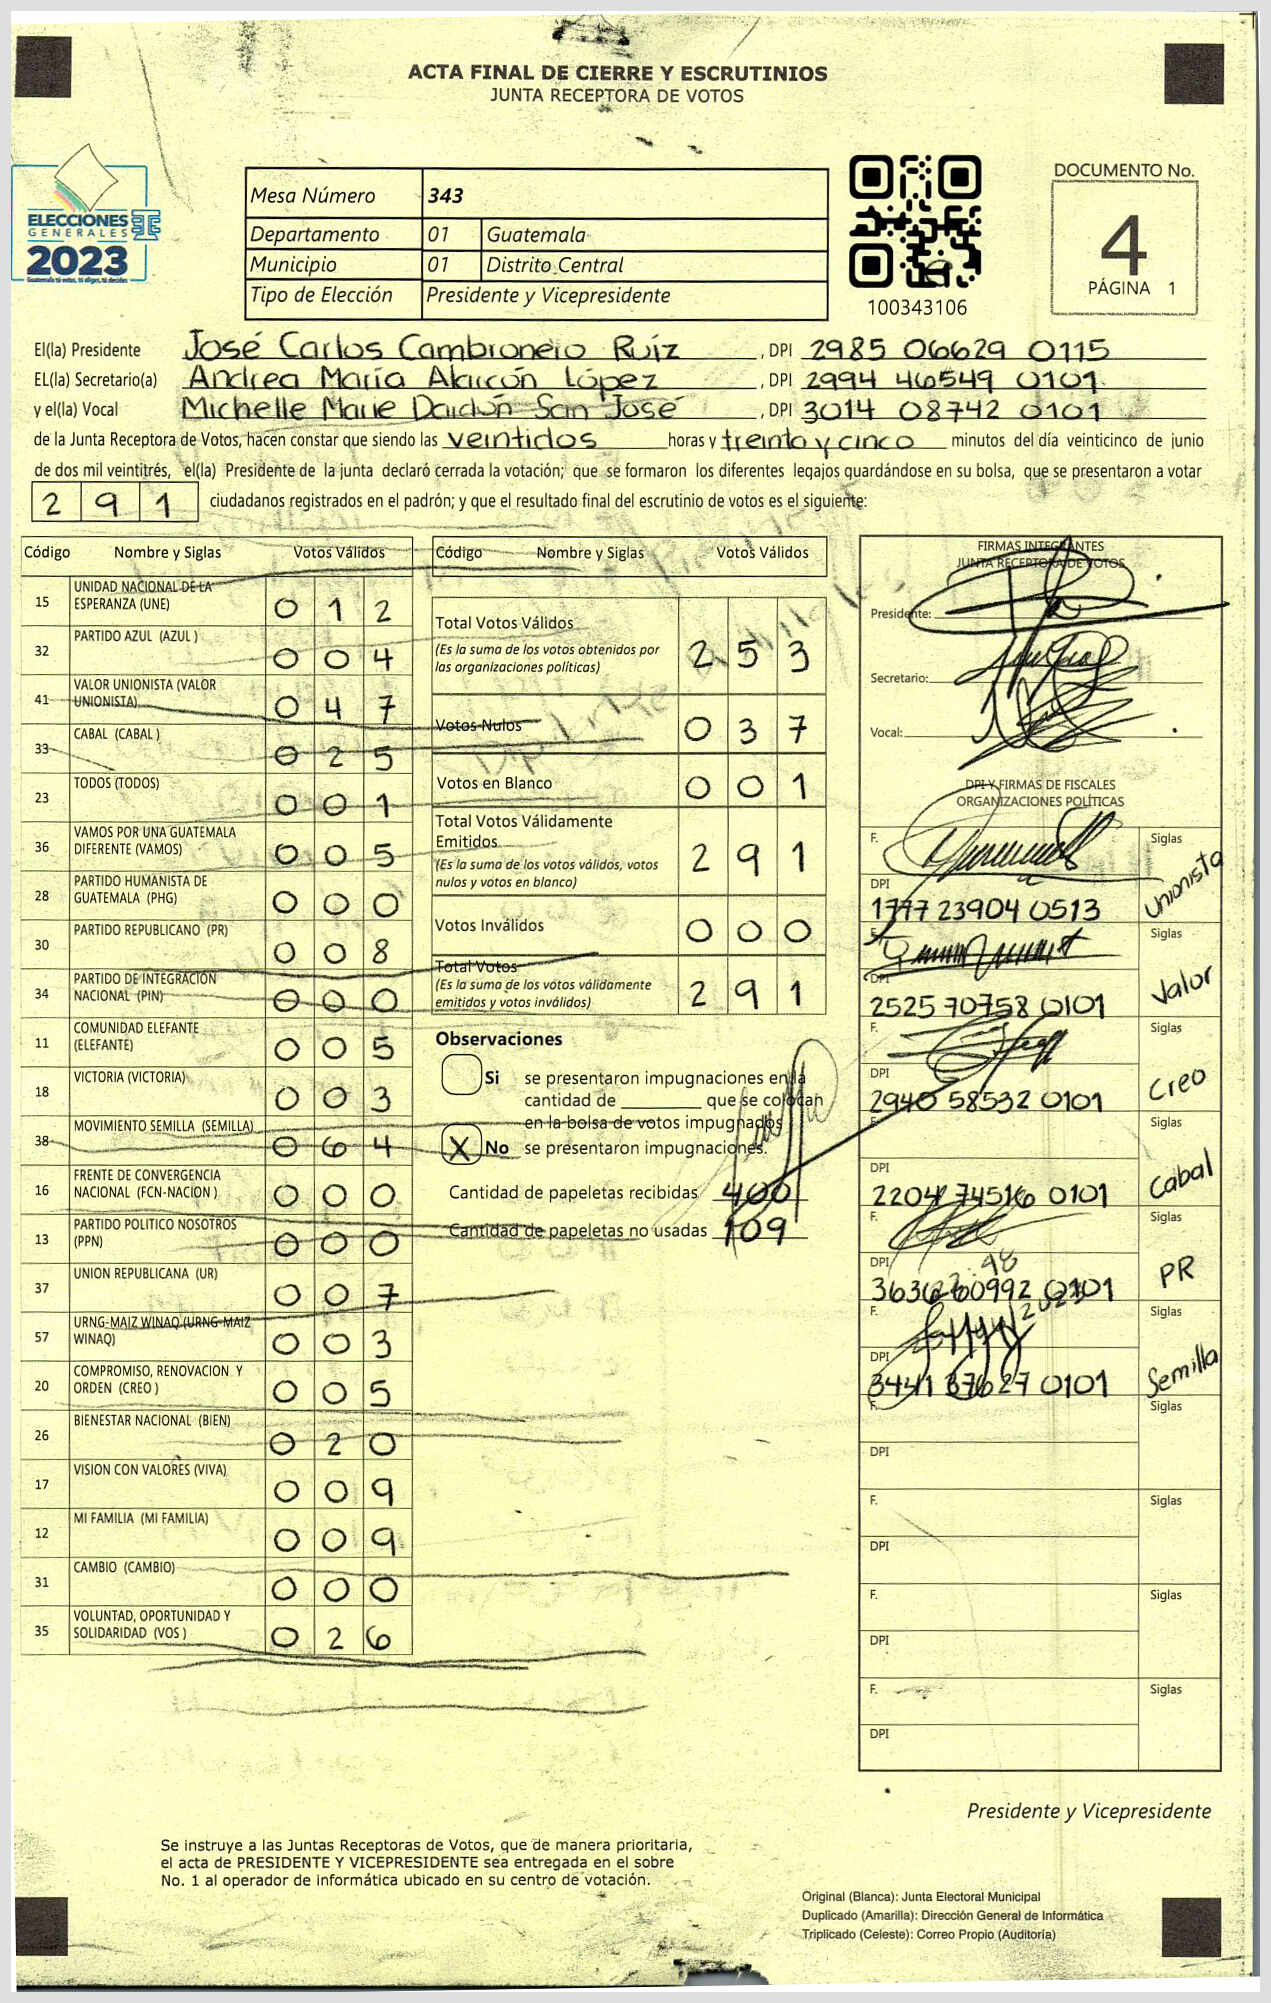 ACTA FINAL DE CIERRE Y ESCRUTINIOS
JUNTA RECEPTORA DE VOTOS
ELECCIONES
GENERALES
2023
Guatemala tú votas, tú eliges, tú decides
Mesa Número 343
Departamento 01 Guatemala
Municipio 01 Distrito Central
Tipo de Elección Presidente y Vicepresidente
100343106
DOCUMENTO No.
4
PÁGINA 1
El(la) Presidente José Carlos Cambronero Ruíz, DPI 2985 06629 0115
EL(la) Secretario(a) Andrea María Alarcón López, DPI 2994 46549 0101
y el(la) Vocal Michelle Marie Dardón San José, DPI 3014 08742 0101
de la Junta Receptora de Votos, hacen constar que siendo las veintidos horas y treinta y cinco minutos del día veinticinco de junio
de dos mil veintitrés, el(la) Presidente de la junta declaró cerrada la votación; que se formaron los diferentes legajos guardándose en su bolsa, que se presentaron a votar
291 ciudadanos registrados en el padrón; y que el resultado final del escrutinio de votos es el siguiente:
Código Nombre y Siglas Votos Válidos
15 UNIDAD NACIONAL DE LA ESPERANZA (UNE) 0 1 2
32 PARTIDO AZUL (AZUL ) 0 0 4
41 VALOR UNIONISTA (VALOR UNIONISTA) 0 4 7
33 CABAL (CABAL ) 0 2 5
23 TODOS (TODOS) 0 0 1
36 VAMOS POR UNA GUATEMALA DIFERENTE (VAMOS) 0 0 5
28 PARTIDO HUMANISTA DE GUATEMALA (PHG) 0 0 0
30 PARTIDO REPUBLICANO (PR) 0 0 8
34 PARTIDO DE INTEGRACION NACIONAL (PIN) 0 0 0
11 COMUNIDAD ELEFANTE (ELEFANTE) 0 0 5
18 VICTORIA (VICTORIA) 0 0 3
38 MOVIMIENTO SEMILLA (SEMILLA) 0 6 4
16 FRENTE DE CONVERGENCIA NACIONAL (FCN-NACION ) 0 0 0
13 PARTIDO POLITICO NOSOTROS (PPN) 0 0 0
37 UNION REPUBLICANA (UR) 0 0 7
57 URNG-MAIZ WINAQ (URNG-MAIZ WINAQ) 0 0 3
20 COMPROMISO, RENOVACION Y ORDEN (CREO ) 0 0 5
26 BIENESTAR NACIONAL (BIEN) 0 2 0
17 VISION CON VALORES (VIVA) 0 0 9
12 MI FAMILIA (MI FAMILIA) 0 0 9
31 CAMBIO (CAMBIO) 0 0 0
35 VOLUNTAD, OPORTUNIDAD Y SOLIDARIDAD (VOS ) 0 2 6
Código Nombre y Siglas Votos Válidos
Total Votos Válidos 2 5 3
(Es la suma de los votos obtenidos por
las organizaciones politicas)
Votos Nulos 0 3 7
Votos en Blanco 0 0 1
Total Votos Válidamente
Emitidos 2 9 1
(Es la suma de los votos válidos, votos
nulos y votos en blanco)
Votos Inválidos 0 0 0
Total Votos 2 9 1
(Es la suma de los votos válidamente
emitidos y votos inválidos)
Observaciones
Si se presentaron impugnaciones en la
cantidad de ________ que se colocan
en la bolsa de votos impugnados
X No se presentaron impugnaciones.
Cantidad de papeletas recibidas 400
Cantidad de papeletas no usadas 109
FIRMAS INTEGRANTES
JUNTA RECEPTORA DE VOTOS
Presidente:
Secretario:
Vocal:
DPI Y FIRMAS DE FISCALES
ORGANIZACIONES POLÍTICAS
F. Siglas
DPI 1777 23904 0513 Unionista
F. Siglas
DPI 2525 70758 0101 Valor
F. Siglas
DPI 2940 58532 0101 Creo
F. Siglas
DPI 2204 74516 0101 Cabal
F. Siglas
DPI 0101 PR
F. Siglas
DPI 0101 Semilla
F. Siglas
DPI
F. Siglas
DPI
F. Siglas
DPI
F. Siglas
DPI
Presidente y Vicepresidente
Se instruye a las Juntas Receptoras de Votos, que de manera prioritaria,
el acta de PRESIDENTE Y VICEPRESIDENTE sea entregada en el sobre
No. 1 al operador de informática ubicado en su centro de votación.
Original (Blanca): Junta Electoral Municipal
Duplicado (Amarilla): Dirección General de Informática
Triplicado (Celeste): Correo Propio (Auditoría)